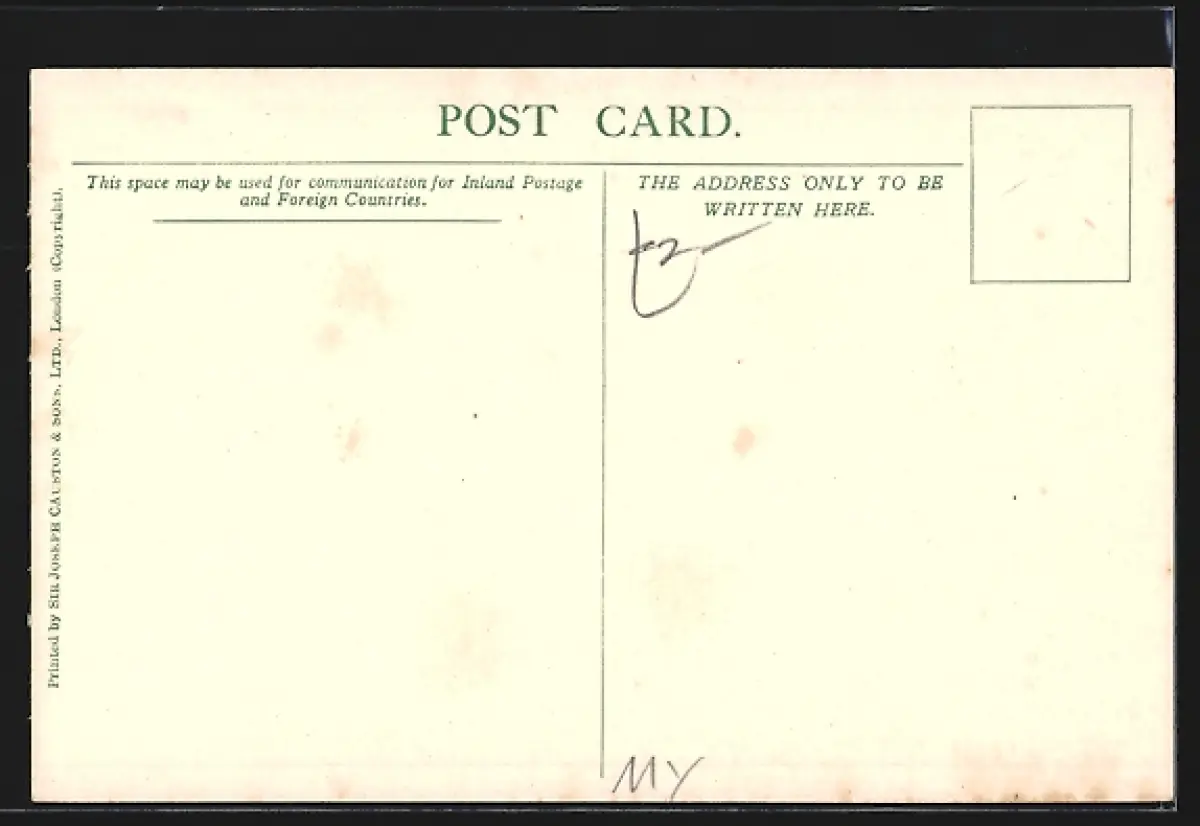 POST CARD.
This space may be used for communication for Inland Postage
and Foreign Countries.
THE ADDRESS ONLY TO BE
WRITTEN HERE.
Printed by SIR JOSEPH CAUSTON & SONS, LTD., London (Copyright).
MY